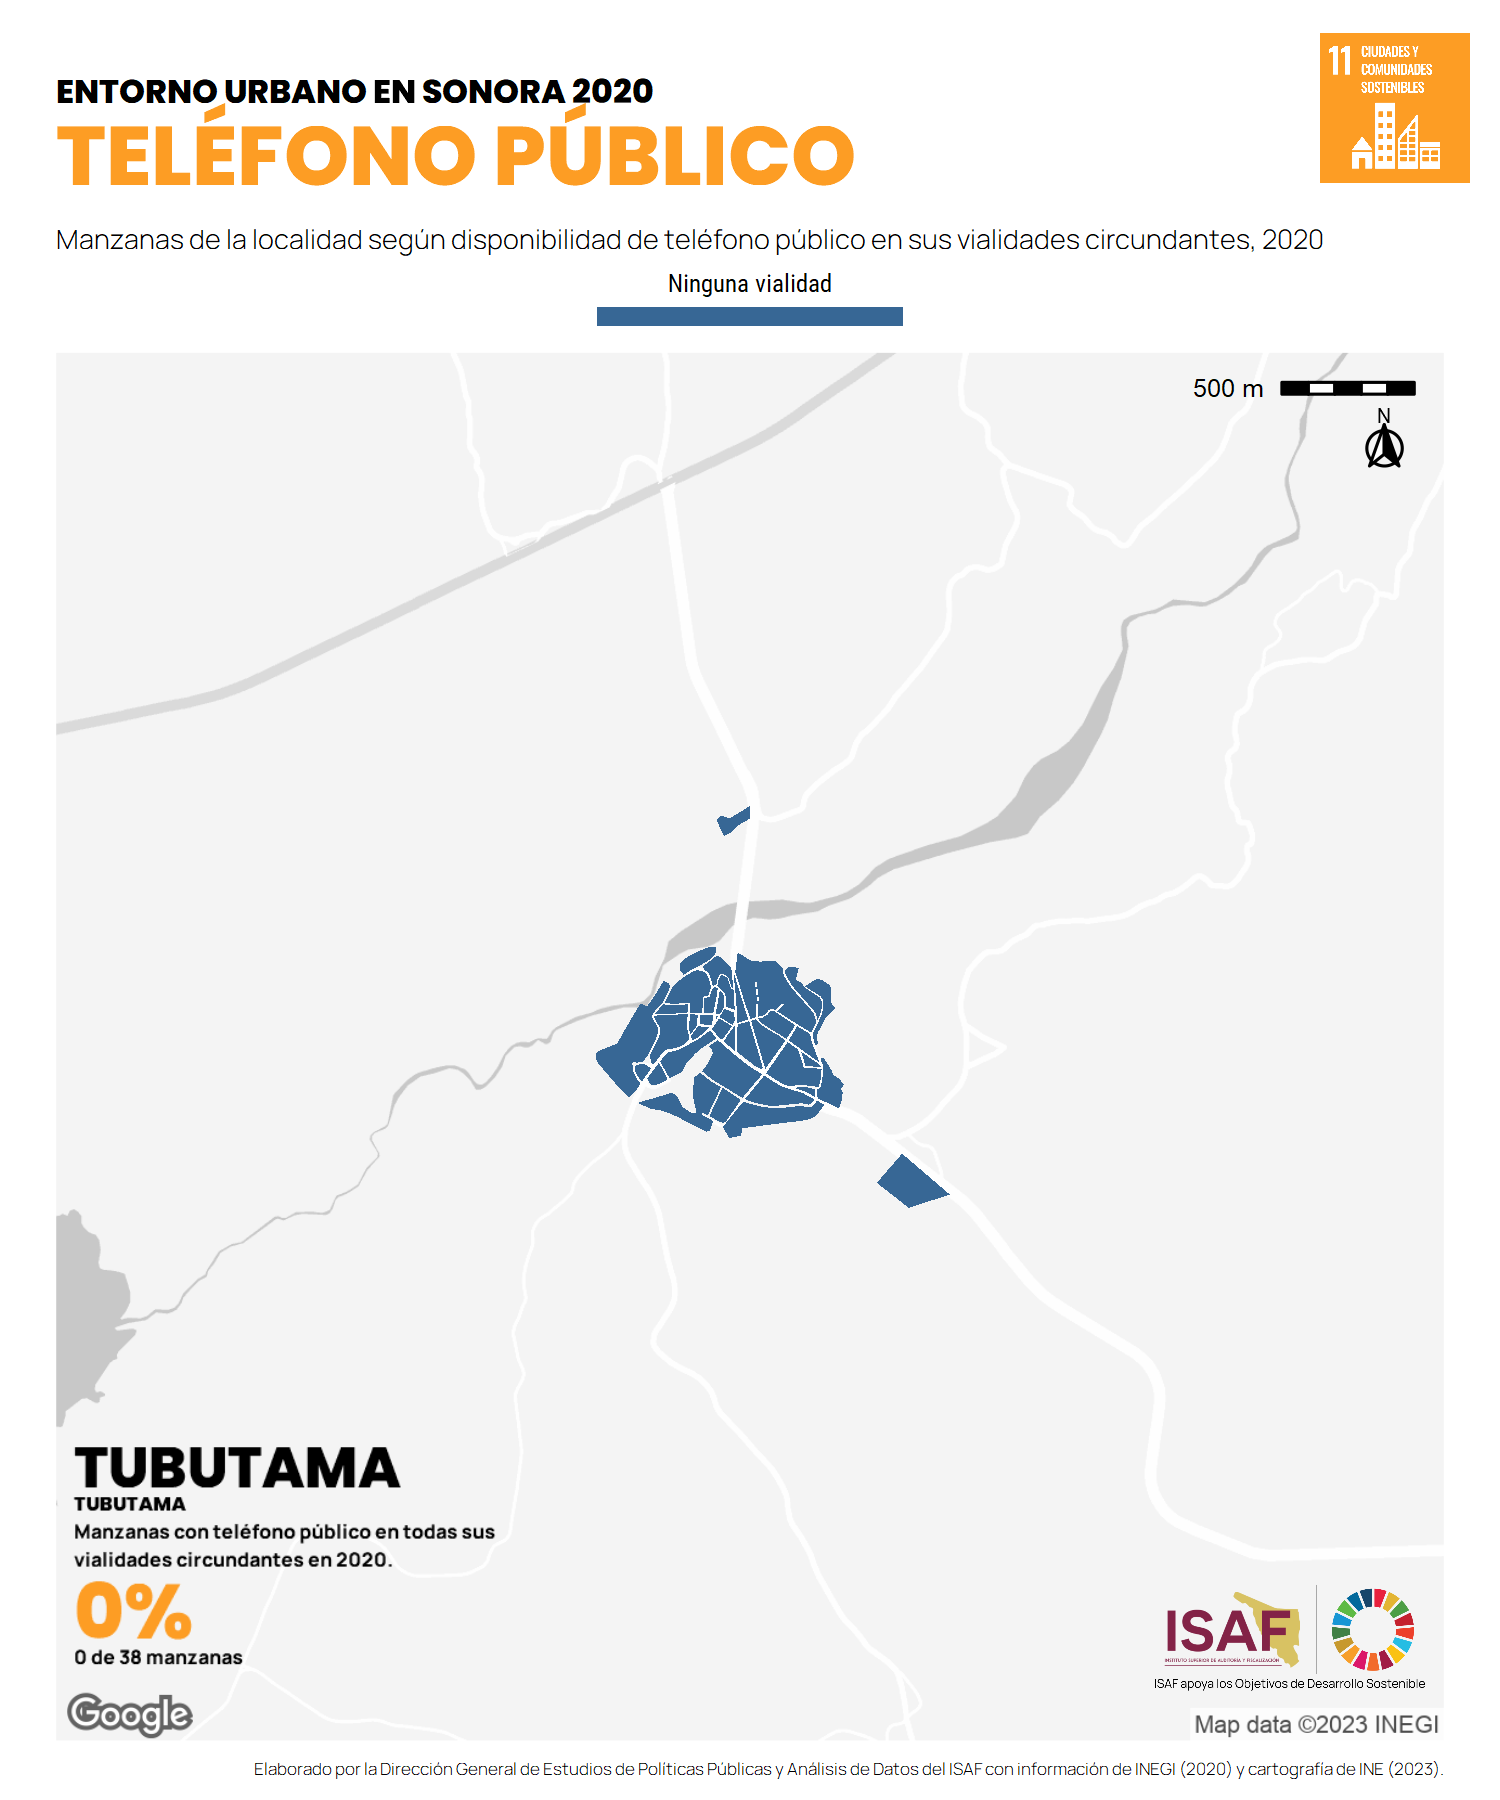 ENTORNO URBANO EN SONORA 2020
TELÉFONO PÚBLICO
11 CIUDADES Y
COMUNIDADES
SOSTENIBLES
Manzanas de la localidad según disponibilidad de teléfono público en sus vialidades circundantes, 2020
Ninguna vialidad
500 m
N
TUBUTAMA
TUBUTAMA
Manzanas con teléfono público en todas sus
vialidades circundantes en 2020.
0%
0 de 38 manzanas
Google
ISAF
INSTITUTO SUPERIOR DE AUDITORÍA Y FISCALIZACIÓN
ISAF apoya los Objetivos de Desarrollo Sostenible
Map data ©2023 INEGI
Elaborado por la Dirección General de Estudios de Políticas Públicas y Análisis de Datos del ISAF con información de INEGI (2020) y cartografía de INE (2023).